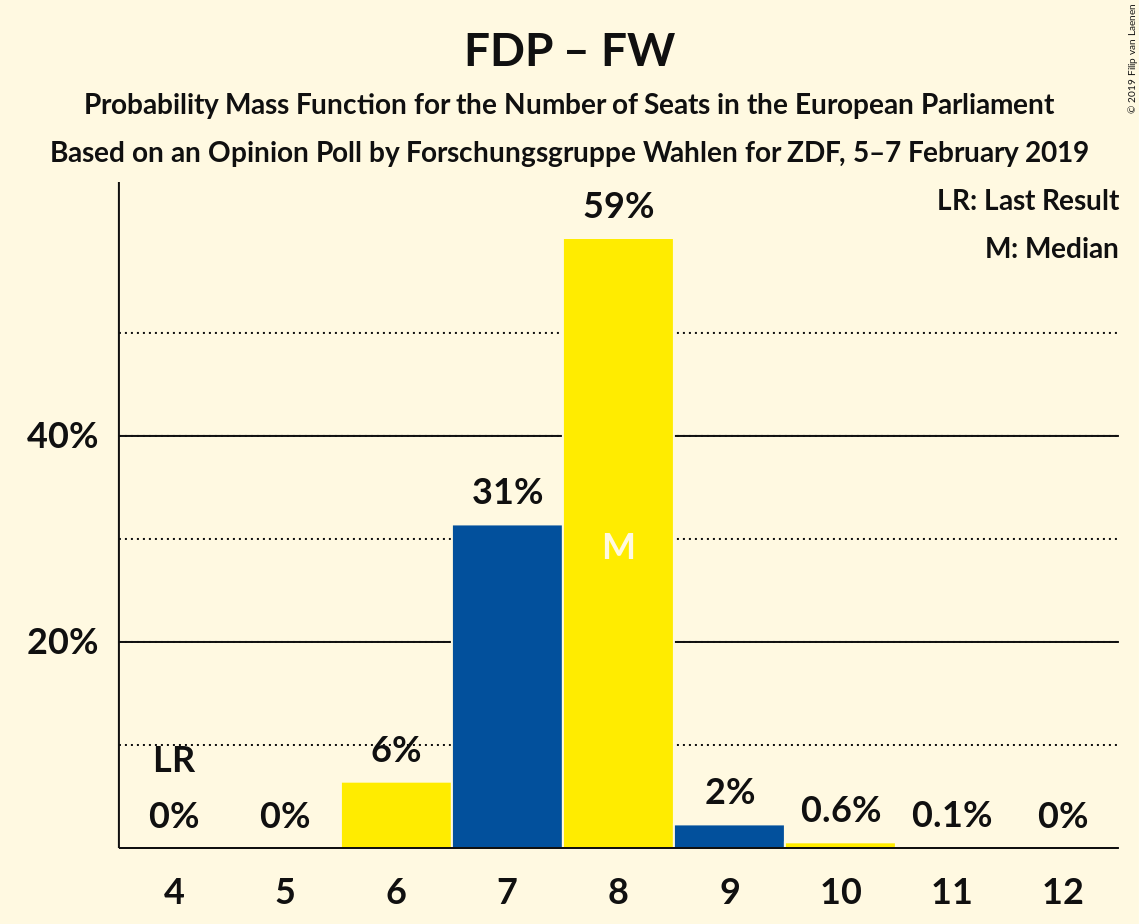 FDP – FW
Probability Mass Function for the Number of Seats in the European Parliament
Based on an Opinion Poll by Forschungsgruppe Wahlen for ZDF, 5–7 February 2019
© 2019 Filip van Laenen
LR: Last Result
M: Median
59%
40%
31%
M
20%
LR
6%
0%
0%
2%
0.6%
0.1%
0%
4 5 6 7 8 9 10 11 12